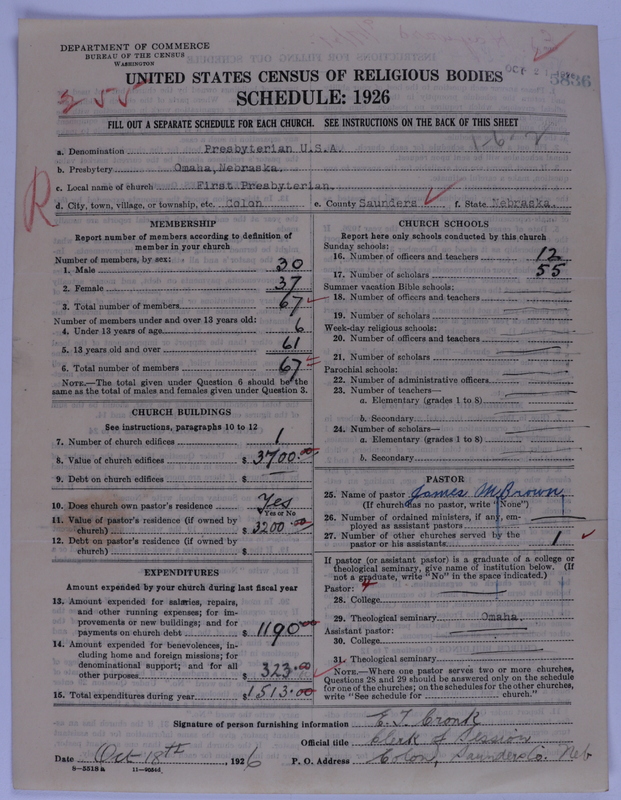 DEPARTMENT OF COMMERCE
BUREAU OF THE CENSUS
WASHINGTON
5836
UNITED STATES CENSUS OF RELIGIOUS BODIES
255
SCHEDULE: 1926
FILL OUT A SEPARATE SCHEDULE FOR EACH CHURCH. SEE INSTRUCTIONS ON THE BACK OF THIS SHEET
1-6-2
a. Denomination Presbyterian U.S.A.
b. Presbytery Omaha, Nebraska.
c. Local name of church First Presbyterian.
R
d. City, town, village, or township, etc. Colon e. County Saunders f. State Nebraska.
MEMBERSHIP
Report number of members according to definition of
member in your church
Number of members, by sex:
1. Male 30
2. Female 37
3. Total number of members 67
Number of members under and over 13 years old:
4. Under 13 years of age 6
5. 13 years old and over 61
6. Total number of members 67
NOTE.—The total given under Question 6 should be the
same as the total of males and females given under Question 3.
CHURCH BUILDINGS
See instructions, paragraphs 10 to 12
7. Number of church edifices 1
8. Value of church edifices $ 3700.00
9. Debt on church edifices $
10. Does church own pastor's residence Yes
Yes or No
11. Value of pastor's residence (if owned by
church) $ 3200.00
12. Debt on pastor's residence (if owned by
church) $
EXPENDITURES
Amount expended by your church during last fiscal year
13. Amount expended for salaries, repairs,
and other running expenses; for im-
provements or new buildings; and for
payments on church debt $ 1190.00
14. Amount expended for benevolences, in-
cluding home and foreign missions; for
denominational support; and for all
other purposes $ 323.00
15. Total expenditures during year $ 1513.00
CHURCH SCHOOLS
Report here only schools conducted by this church
Sunday schools:
16. Number of officers and teachers 12
17. Number of scholars 55
Summer vacation Bible schools:
18. Number of officers and teachers
19. Number of scholars
Week-day religious schools:
20. Number of officers and teachers
21. Number of scholars
Parochial schools:
22. Number of administrative officers
23. Number of teachers—
a. Elementary (grades 1 to 8)
b. Secondary
24. Number of scholars—
a. Elementary (grades 1 to 8)
b. Secondary
PASTOR
25. Name of pastor James M Brown
(If church has no pastor, write "None")
26. Number of ordained ministers, if any, em-
ployed as assistant pastors
27. Number of other churches served by the
pastor or his assistants 1
If pastor (or assistant pastor) is a graduate of a college or
theological seminary, give name of institution below. (If
not a graduate, write "No" in the space indicated.)
Pastor: 4
28. College
29. Theological seminary Omaha.
Assistant pastor:
30. College
31. Theological seminary
NOTE.—Where one pastor serves two or more churches,
Questions 28 and 29 should be answered only on the schedule
for one of the churches; on the schedules for the other churches,
write "See schedule for church."
Signature of person furnishing information E. T. Cronk
Official title Clerk of Session
Date Oct 18th, 1926 P. O. Address Colon, Saunders Co. Neb
8-5518 a